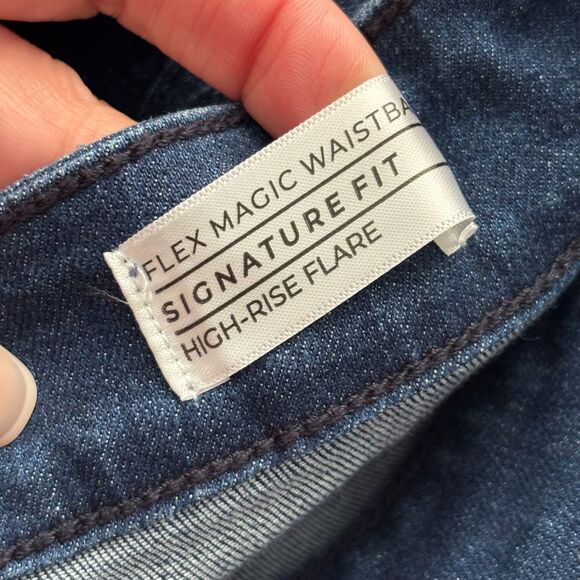 FLEX MAGIC WAISTBA
SIGNATURE FIT
HIGH-RISE FLARE